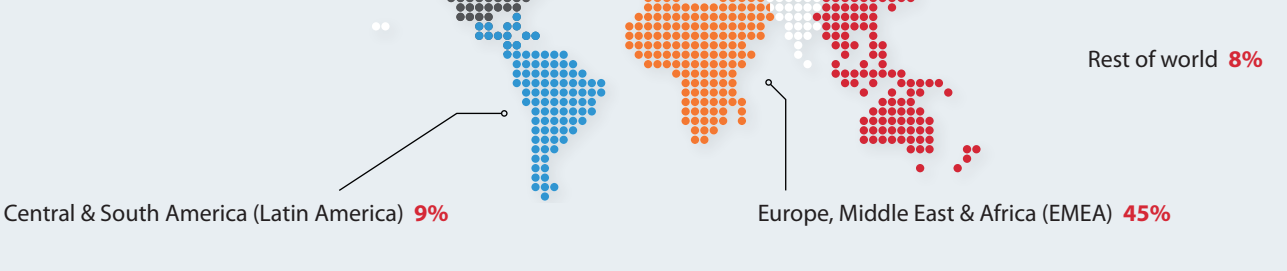 Rest of world 8%
Central & South America (Latin America) 9%
Europe, Middle East & Africa (EMEA) 45%